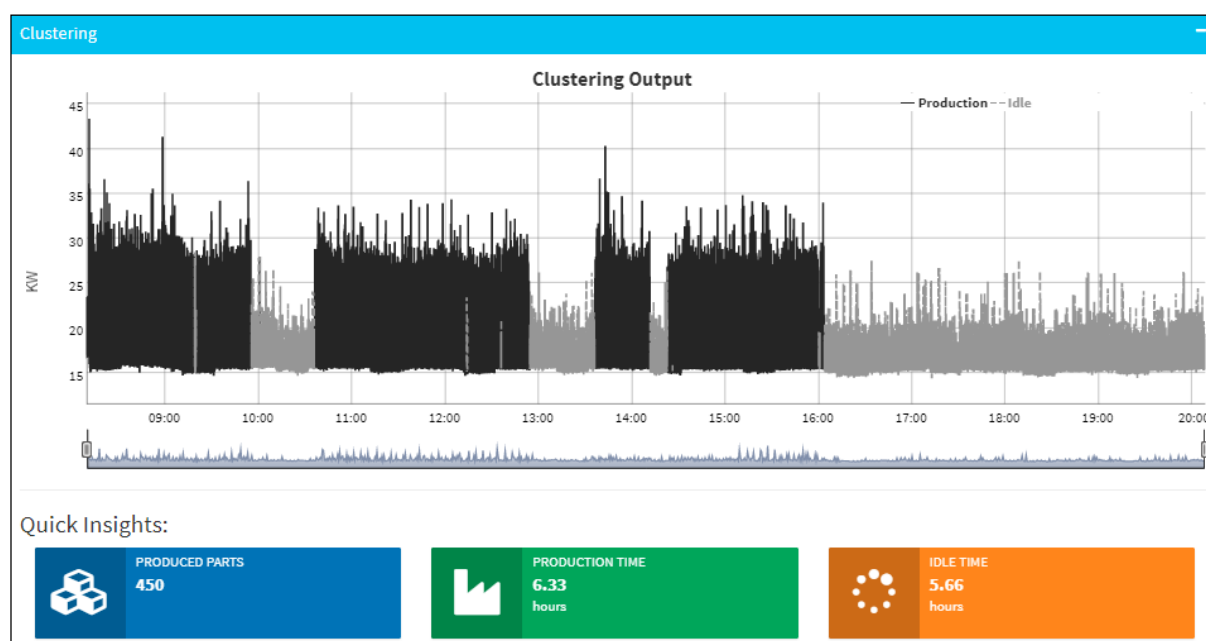 Clustering
Clustering Output
Production Idle
45
40
35
30
25
20
15
KW
09:00 10:00 11:00 12:00 13:00 14:00 15:00 16:00 17:00 18:00 19:00 20:00
Quick Insights:
PRODUCED PARTS
450
PRODUCTION TIME
6.33
hours
IDLE TIME
5.66
hours